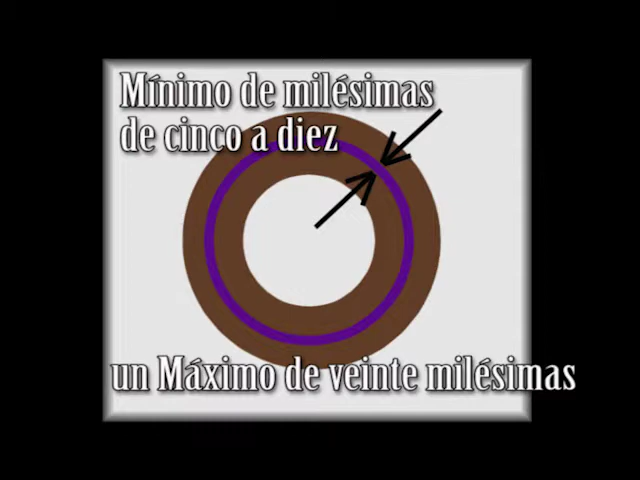 Mínimo de milésimas
de cinco a diez
un Máximo de veinte milésimas